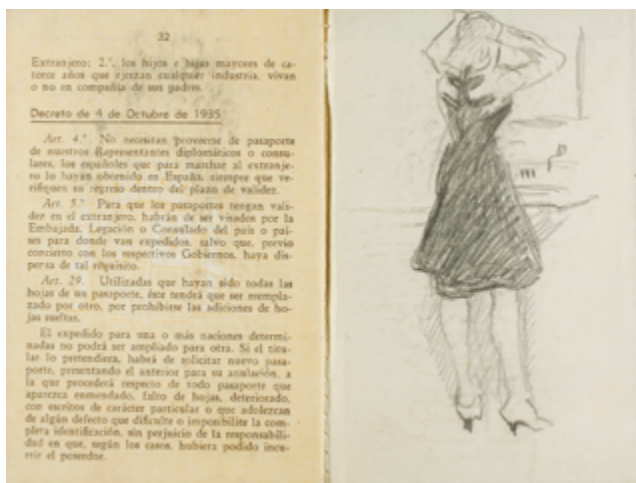 32
Extranjero; 2.°, los hijos e hijas mayores de ca-
torce años que ejerzan cualquier industria, vivan
o no en compañía de sus padres.
Decreto de 4 de Octubre de 1935
Art. 4.° No necesitan proveerse de pasaporte
de nuestros Representantes diplomáticos o consu-
lares, los españoles que para marchar al extranje-
ro lo hayan obtenido en España, siempre que ve-
rifiquen su regreso dentro del plazo de validez.
Art. 5.° Para que los pasaportes tengan vali-
dez en el extranjero, habrán de ser visados por la
Embajada, Legación o Consulado del país o paí-
ses para donde van expedidos, salvo que, previo
concierto con los respectivos Gobiernos, haya dis-
pensa de tal requisito.
Art. 29. Utilizadas que hayan sido todas las
hojas de un pasaporte, éste tendrá que ser reempla-
zado por otro, por prohibirse las adiciones de ho-
jas sueltas.
El expedido para una o más naciones determi-
nadas no podrá ser ampliado para otra. Si el titu-
lar lo pretendiera, habrá de solicitar nuevo pasa-
porte, presentando el anterior para su anulación, a
la que procederá respecto de todo pasaporte que
aparezca enmendado, falto de hojas, deteriorado,
con escritos de carácter particular o que adolezcan
de algún defecto que dificulte o imposibilite la com-
pleta identificación, sin perjuicio de la responsabili-
dad en que, según los casos, hubiera podido incu-
rrir el poseedor.